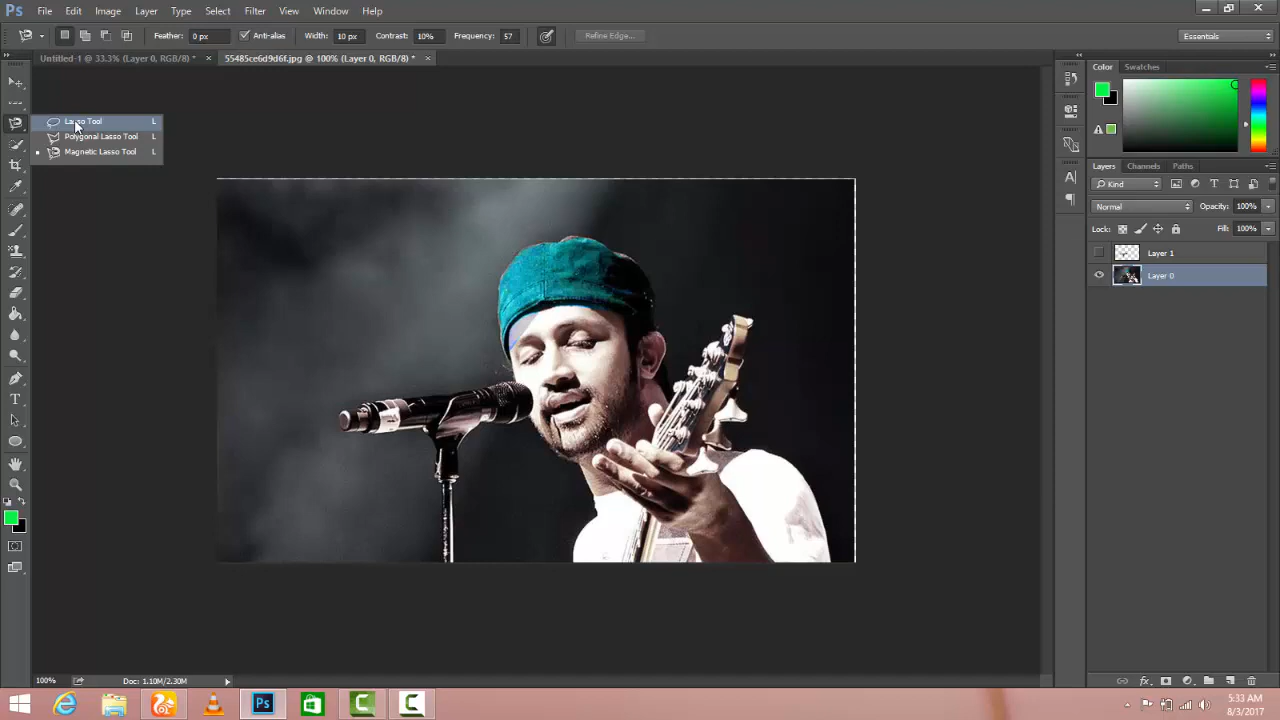 Ps File Edit Image Layer Type Select Filter View Window Help
Feather: 0 px Anti-alias Width: 10 px Contrast: 10% Frequency: 57 Refine Edge... Essentials
Untitled-1 @ 33.3% (Layer 0, RGB/8) * × 55485ce6d9d6f.jpg @ 100% (Layer 0, RGB/8) * ×
Color Swatches
Lasso Tool L
Polygonal Lasso Tool L
Magnetic Lasso Tool L
Layers Channels Paths
Kind
Normal Opacity: 100%
Lock: Fill: 100%
Layer 1
Layer 0
100% Doc: 1.10M/2.30M
5:33 AM
8/3/2017